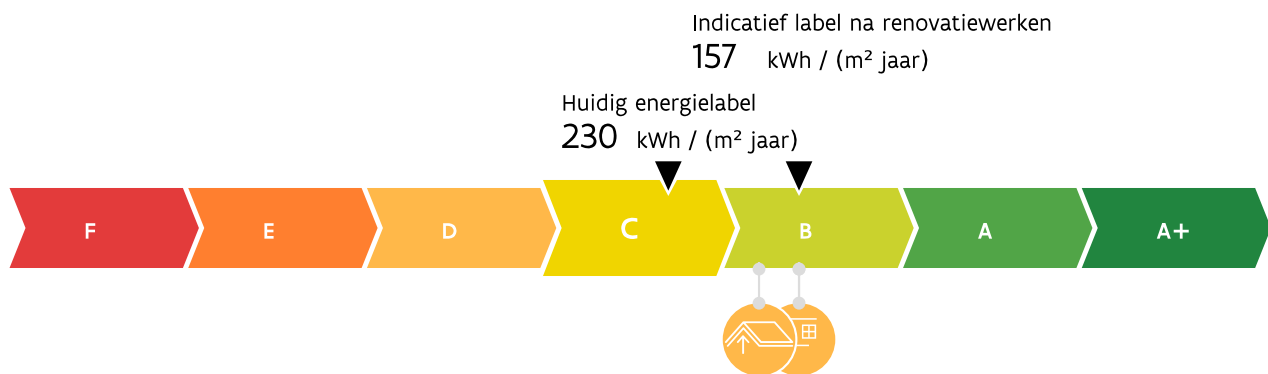 Indicatief label na renovatiewerken
157 kWh / (m² jaar)
Huidig energielabel
230 kWh / (m² jaar)
F E D C B A A+